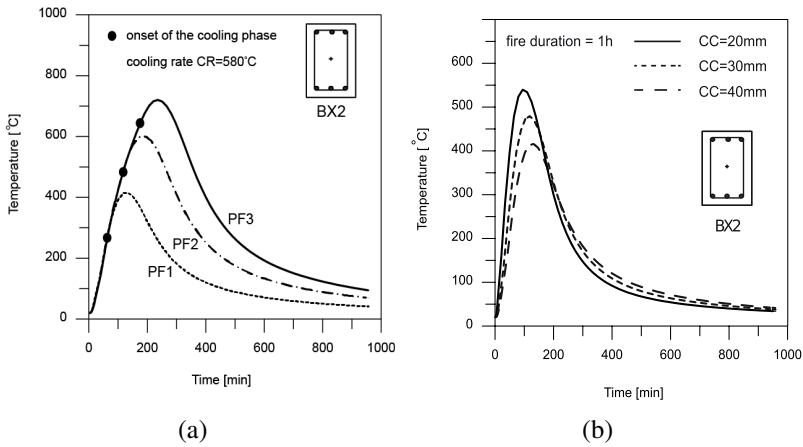 1000
onset of the cooling phase
cooling rate CR=580°C
800
BX2
600
400
200
0
PF3
PF2
PF1
0 200 400 600 800 1000
Temperature [°C]
Time [min]
(a)
fire duration = 1h
CC=20mm
CC=30mm
CC=40mm
600
500
400
300
200
100
0
BX2
0 200 400 600 800 1000
Temperature [°C]
Time [min]
(b)